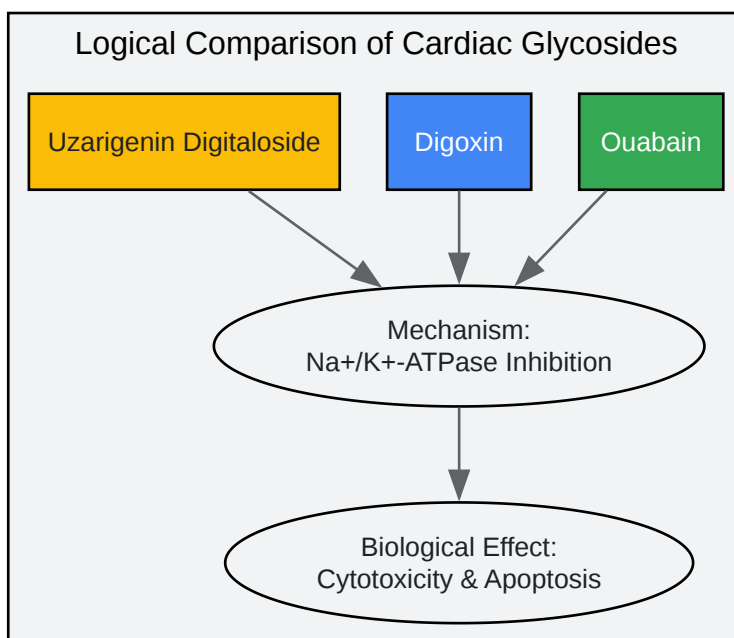 Logical Comparison of Cardiac Glycosides
Uzarigenin Digitaloside
Digoxin
Ouabain
Mechanism:
Na+/K+-ATPase Inhibition
Biological Effect:
Cytotoxicity & Apoptosis